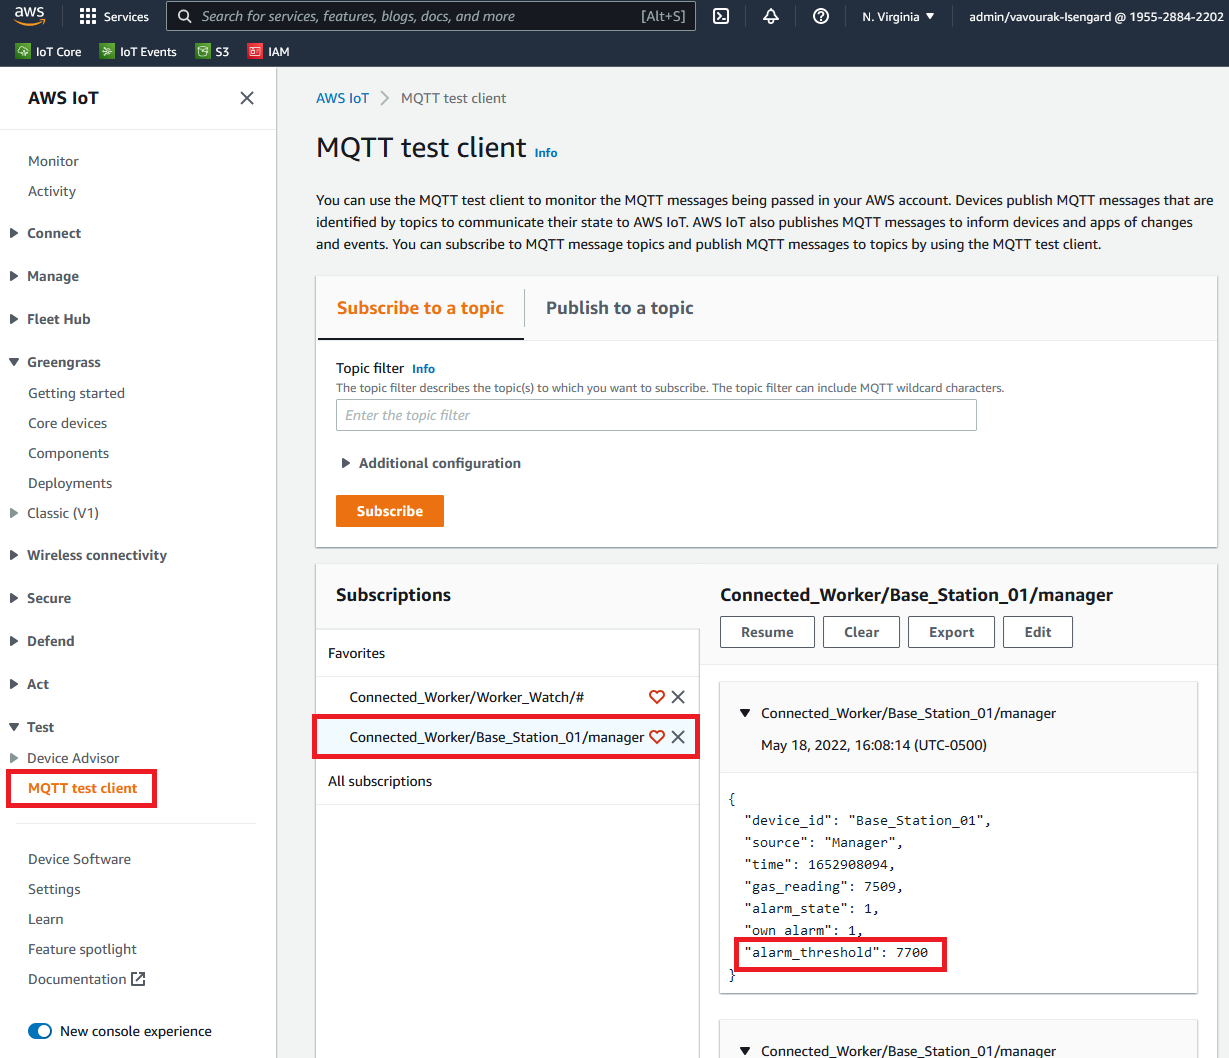 aws
Services
Search for services, features, blogs, docs, and more
[Alt+S]
N. Virginia
admin/vavourak-Isengard @ 1955-2884-2202
IoT Core
IoT Events
S3
IAM
AWS IoT
Monitor
Activity
Connect
Manage
Fleet Hub
Greengrass
Getting started
Core devices
Components
Deployments
Classic (V1)
Wireless connectivity
Secure
Defend
Act
Test
Device Advisor
MQTT test client
Device Software
Settings
Learn
Feature spotlight
Documentation
New console experience
AWS IoT
MQTT test client
MQTT test client Info
You can use the MQTT test client to monitor the MQTT messages being passed in your AWS account. Devices publish MQTT messages that are
identified by topics to communicate their state to AWS IoT. AWS IoT also publishes MQTT messages to inform devices and apps of changes
and events. You can subscribe to MQTT message topics and publish MQTT messages to topics by using the MQTT test client.
Subscribe to a topic
Publish to a topic
Topic filter Info
The topic filter describes the topic(s) to which you want to subscribe. The topic filter can include MQTT wildcard characters.
Enter the topic filter
Additional configuration
Subscribe
Subscriptions
Favorites
Connected_Worker/Worker_Watch/#
Connected_Worker/Base_Station_01/manager
All subscriptions
Connected_Worker/Base_Station_01/manager
Resume
Clear
Export
Edit
Connected_Worker/Base_Station_01/manager
May 18, 2022, 16:08:14 (UTC-0500)
{
"device_id": "Base_Station_01",
"source": "Manager",
"time": 1652908094,
"gas_reading": 7509,
"alarm_state": 1,
"own_alarm": 1,
"alarm_threshold": 7700
}
Connected_Worker/Base_Station_01/manager